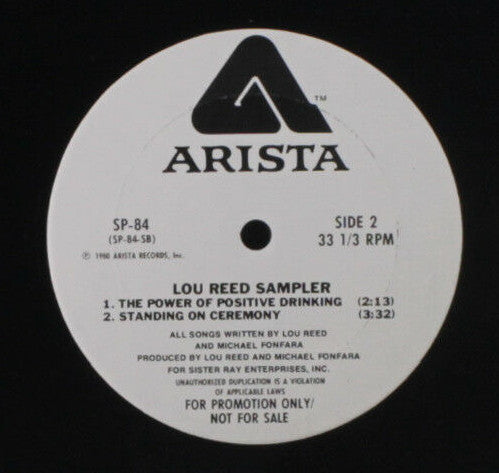 TM
ARISTA
SP-84
(SP-84-SB)
℗ 1980 ARISTA RECORDS, Inc.
SIDE 2
33 1/3 RPM
LOU REED SAMPLER
1. THE POWER OF POSITIVE DRINKING (2:13)
2. STANDING ON CEREMONY (3:32)
ALL SONGS WRITTEN BY LOU REED
AND MICHAEL FONFARA
PRODUCED BY LOU REED AND MICHAEL FONFARA
FOR SISTER RAY ENTERPRISES, INC.
UNAUTHORIZED DUPLICATION IS A VIOLATION
OF APPLICABLE LAWS
FOR PROMOTION ONLY/
NOT FOR SALE